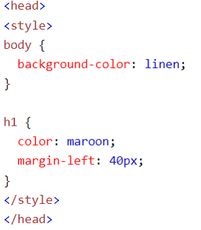 <head>
<style>
body {
  background-color: linen;
}

h1 {
  color: maroon;
  margin-left: 40px;
}
</style>
</head>